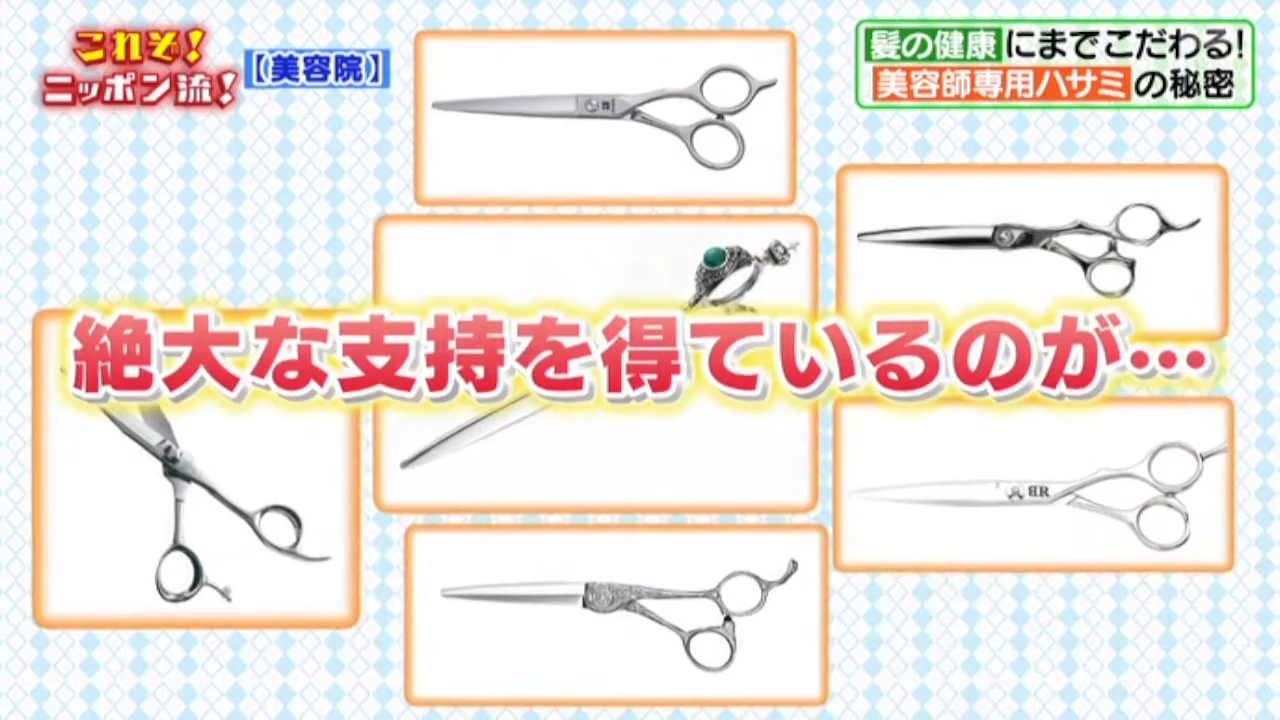 これぞ!
ニッポン流!
【美容院】
髪の健康にまでこだわる!
美容師専用ハサミの秘密
絶大な支持を得ているのが…